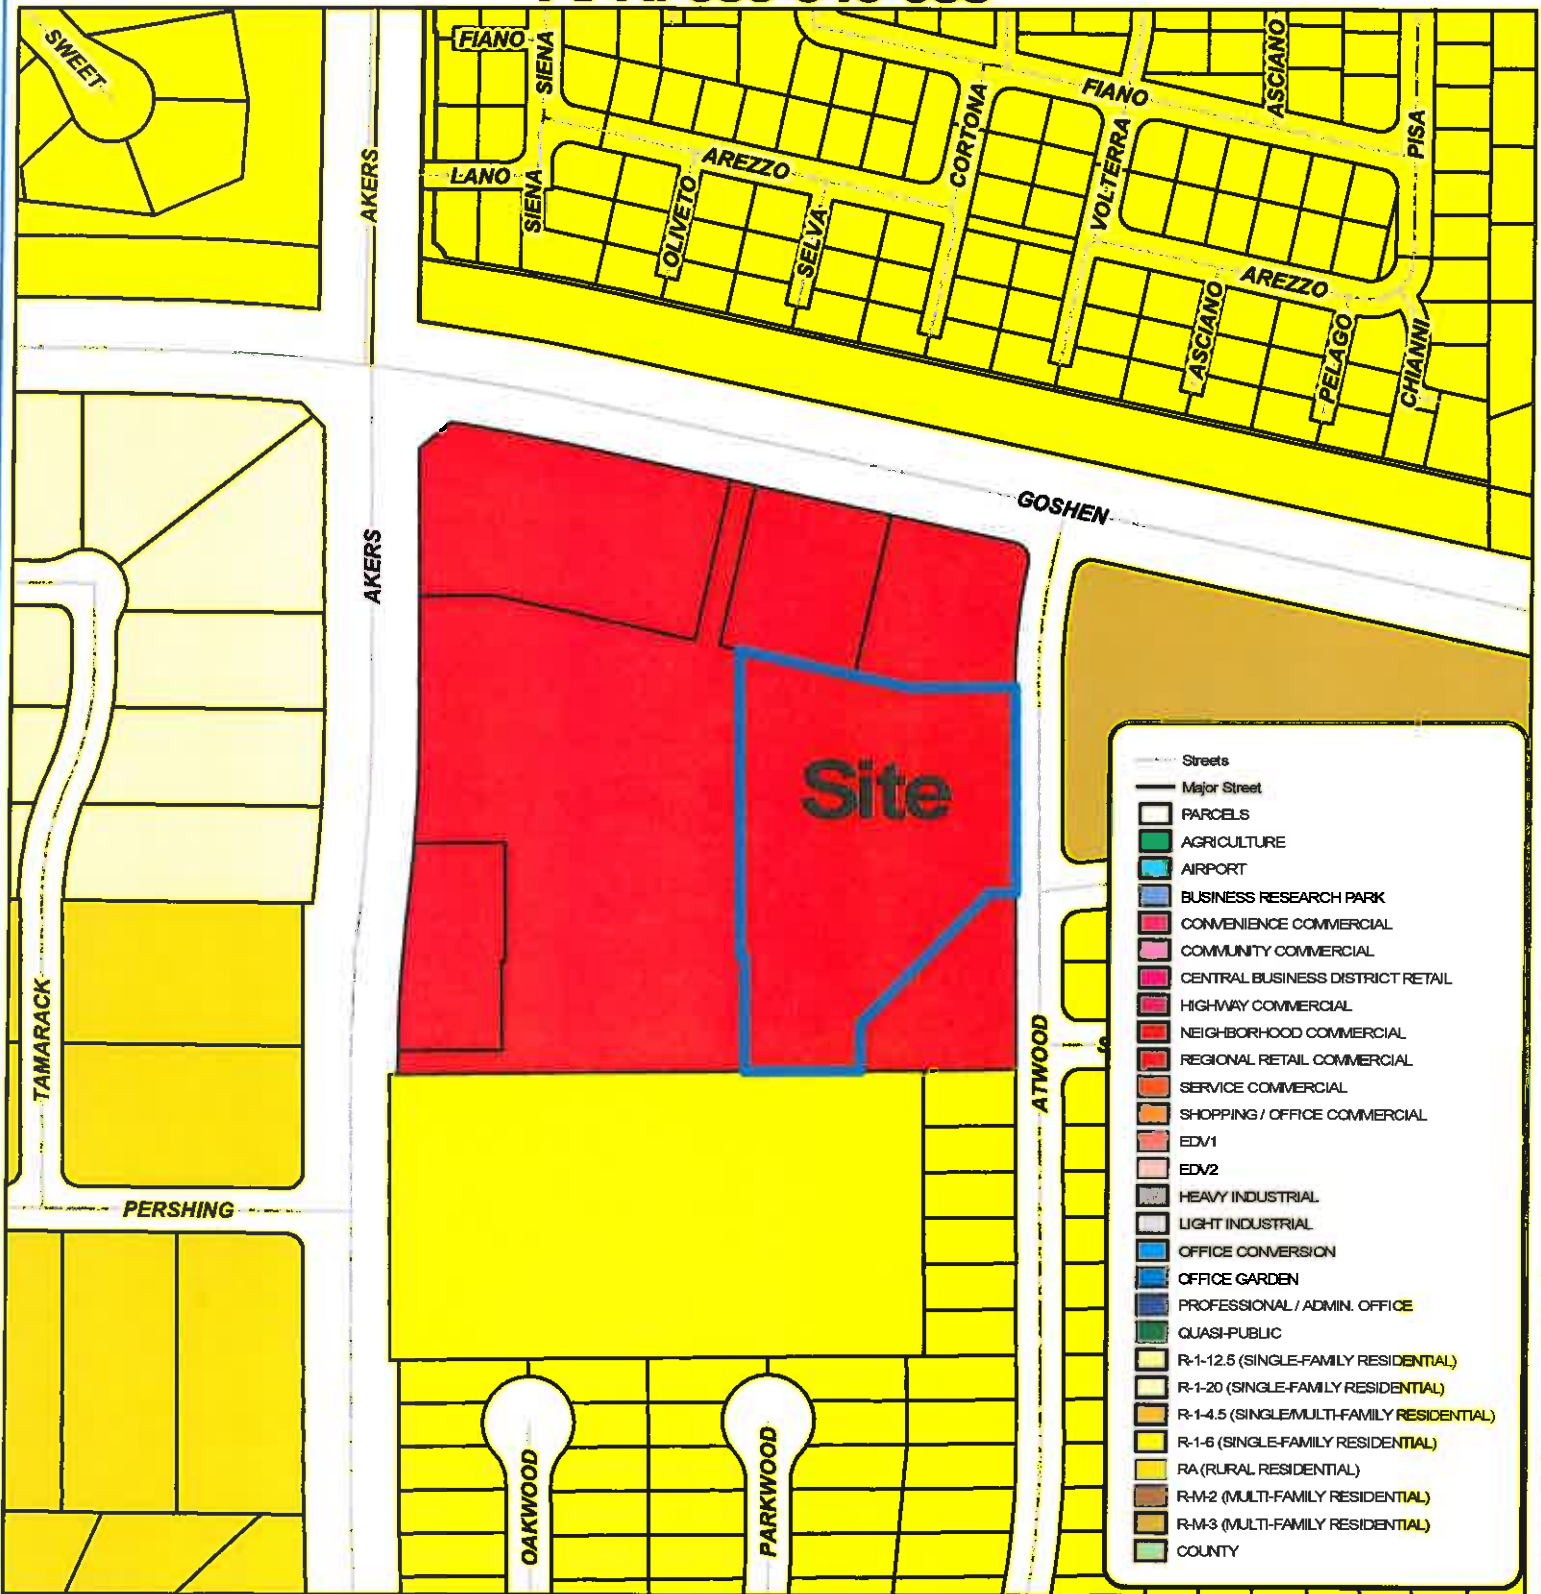 SWEET
FIANO
SIENA
AKERS
LANO
SIENA
AREZZO
OLIVETO
SELVA
CORTONA
FIANO
VOLTERRA
ASCIANO
PISA
AREZZO
ASCIANO
PELAGO
CHIANNI
GOSHEN
AKERS
Site
TAMARACK
ATWOOD
PERSHING
OAKWOOD
PARKWOOD
Streets
Major Street
PARCELS
AGRICULTURE
AIRPORT
BUSINESS RESEARCH PARK
CONVENIENCE COMMERCIAL
COMMUNITY COMMERCIAL
CENTRAL BUSINESS DISTRICT RETAIL
HIGHWAY COMMERCIAL
NEIGHBORHOOD COMMERCIAL
REGIONAL RETAIL COMMERCIAL
SERVICE COMMERCIAL
SHOPPING / OFFICE COMMERCIAL
EDV1
EDV2
HEAVY INDUSTRIAL
LIGHT INDUSTRIAL
OFFICE CONVERSION
OFFICE GARDEN
PROFESSIONAL / ADMIN. OFFICE
QUASI-PUBLIC
R-1-12.5 (SINGLE-FAMILY RESIDENTIAL)
R-1-20 (SINGLE-FAMILY RESIDENTIAL)
R-1-4.5 (SINGLE/MULTI-FAMILY RESIDENTIAL)
R-1-6 (SINGLE-FAMILY RESIDENTIAL)
RA (RURAL RESIDENTIAL)
R-M-2 (MULTI-FAMILY RESIDENTIAL)
R-M-3 (MULTI-FAMILY RESIDENTIAL)
COUNTY